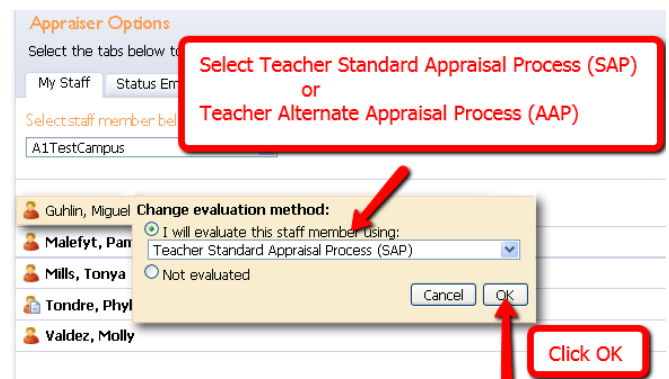 Appraiser Options
Select the tabs below to
Select Teacher Standard Appraisal Process (SAP)
or
Teacher Alternate Appraisal Process (AAP)
My Staff
Status Em
Select staff member bel
A1TestCampus
Guhlin, Miguel
Change evaluation method:
I will evaluate this staff member using:
Teacher Standard Appraisal Process (SAP)
Malefyt, Pam
Not evaluated
Mills, Tonya
Cancel
OK
Tondre, Phyl
Valdez, Molly
Click OK